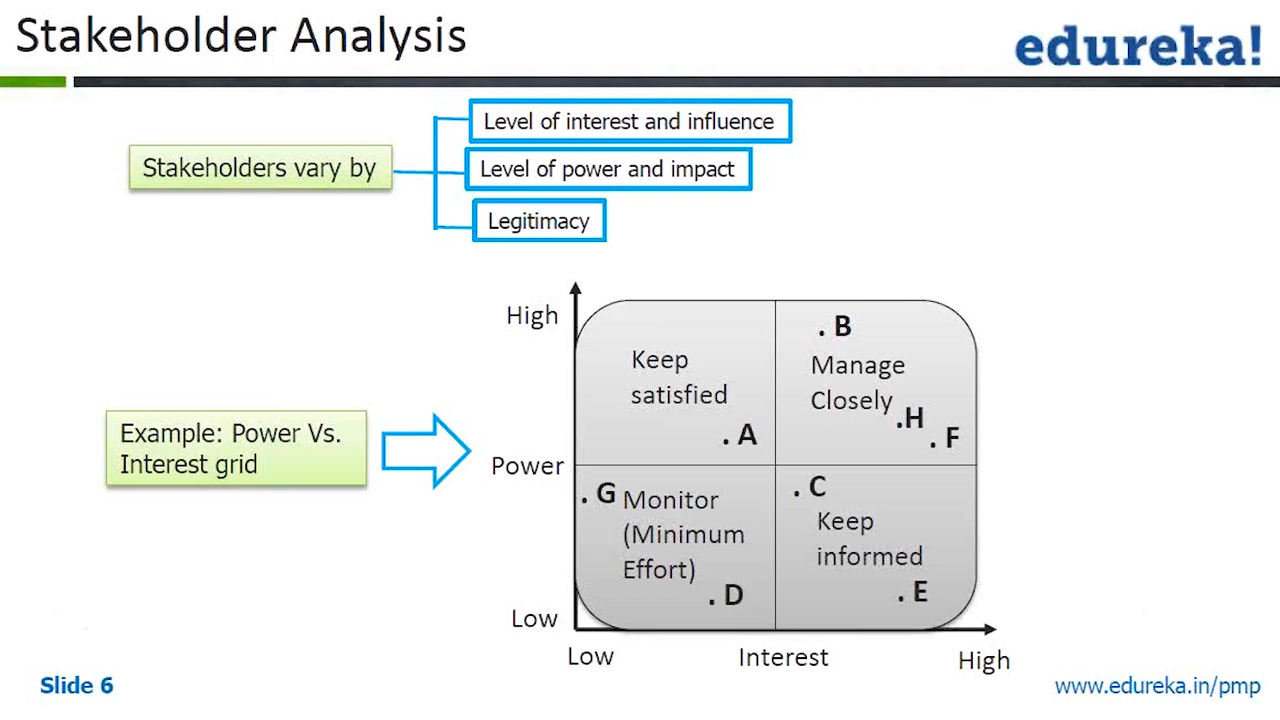 Stakeholder Analysis
edureka!
Level of interest and influence
Stakeholders vary by
Level of power and impact
Legitimacy
High
. B
Keep
satisfied
Manage
Closely
.H
. A
. F
Example: Power Vs.
Interest grid
Power
. G
Monitor
(Minimum
Effort)
. C
Keep
informed
. D
. E
Low
Low
Interest
High
Slide 6
www.edureka.in/pmp